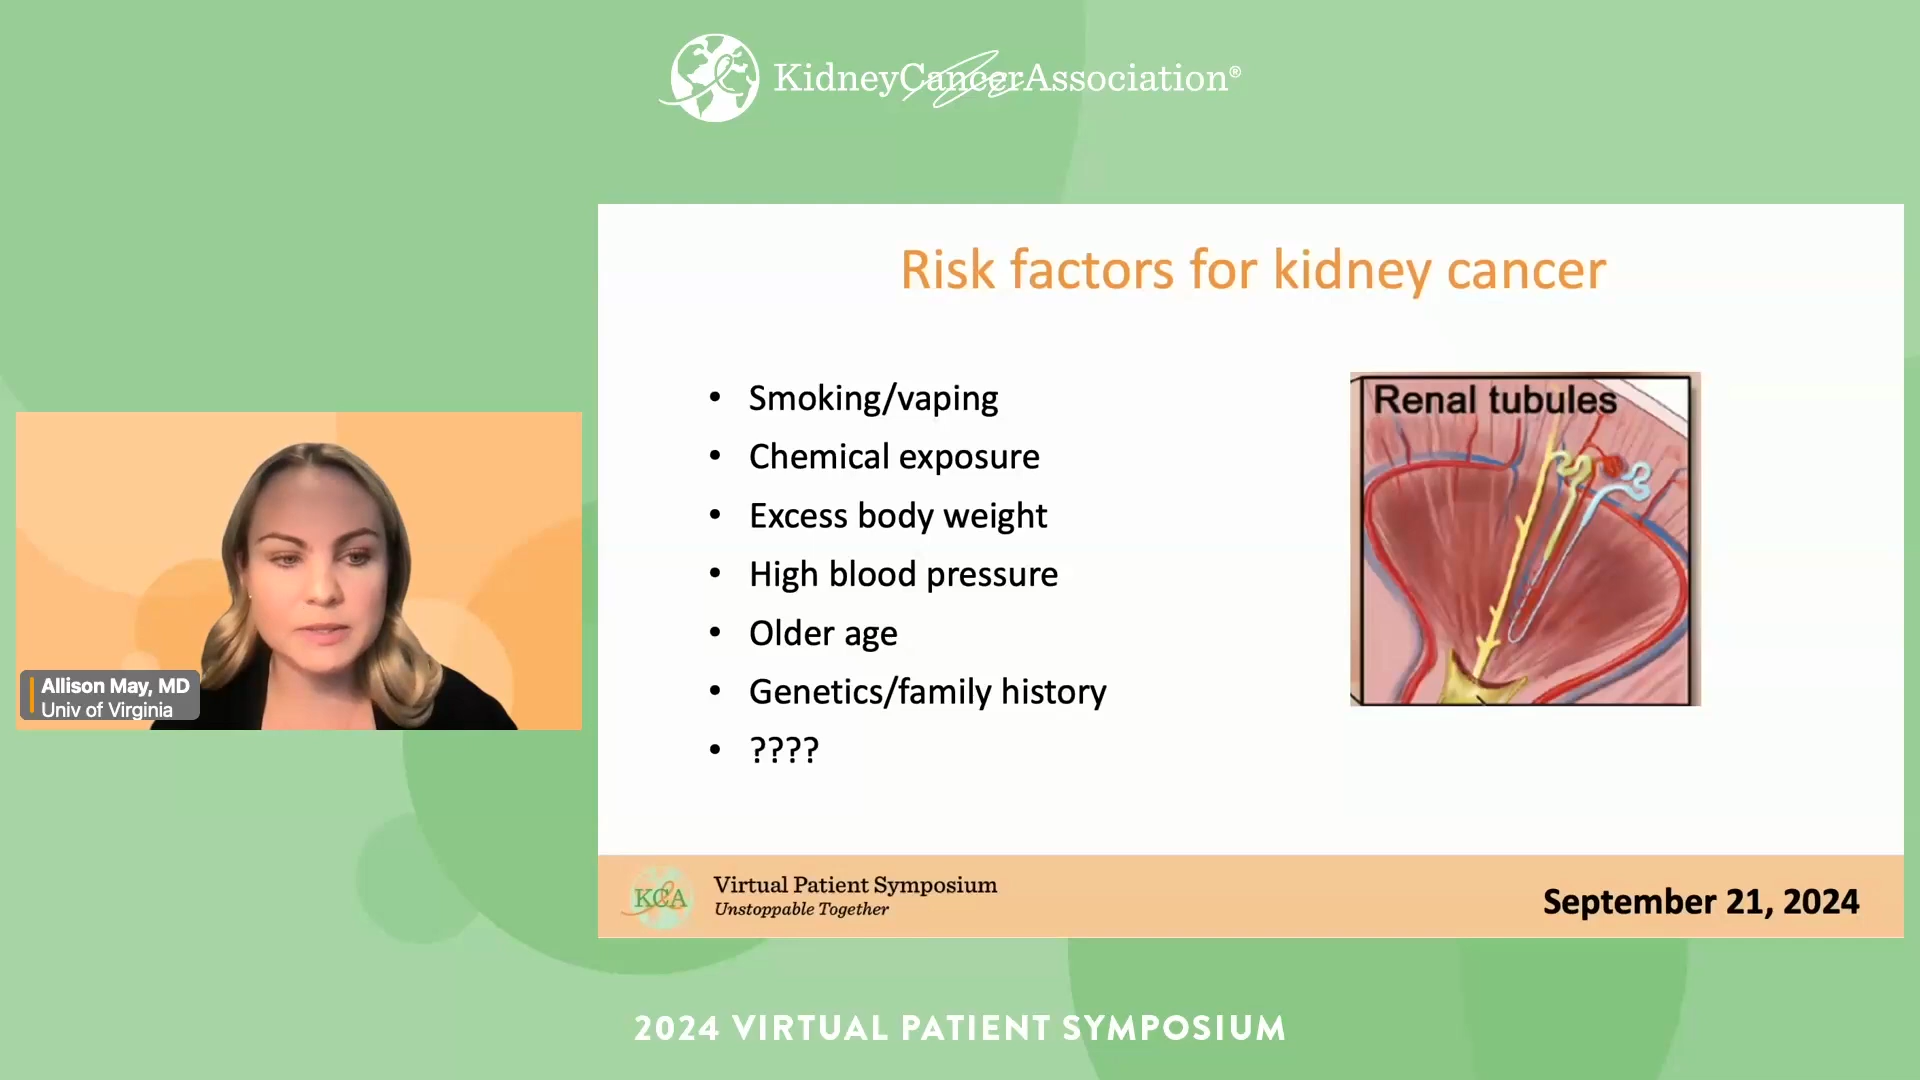 KidneyCancerAssociation®
Risk factors for kidney cancer
• Smoking/vaping
• Chemical exposure
• Excess body weight
• High blood pressure
• Older age
• Genetics/family history
• ????
Renal tubules
Allison May, MD
Univ of Virginia
KCA
Virtual Patient Symposium
Unstoppable Together
September 21, 2024
2024 VIRTUAL PATIENT SYMPOSIUM